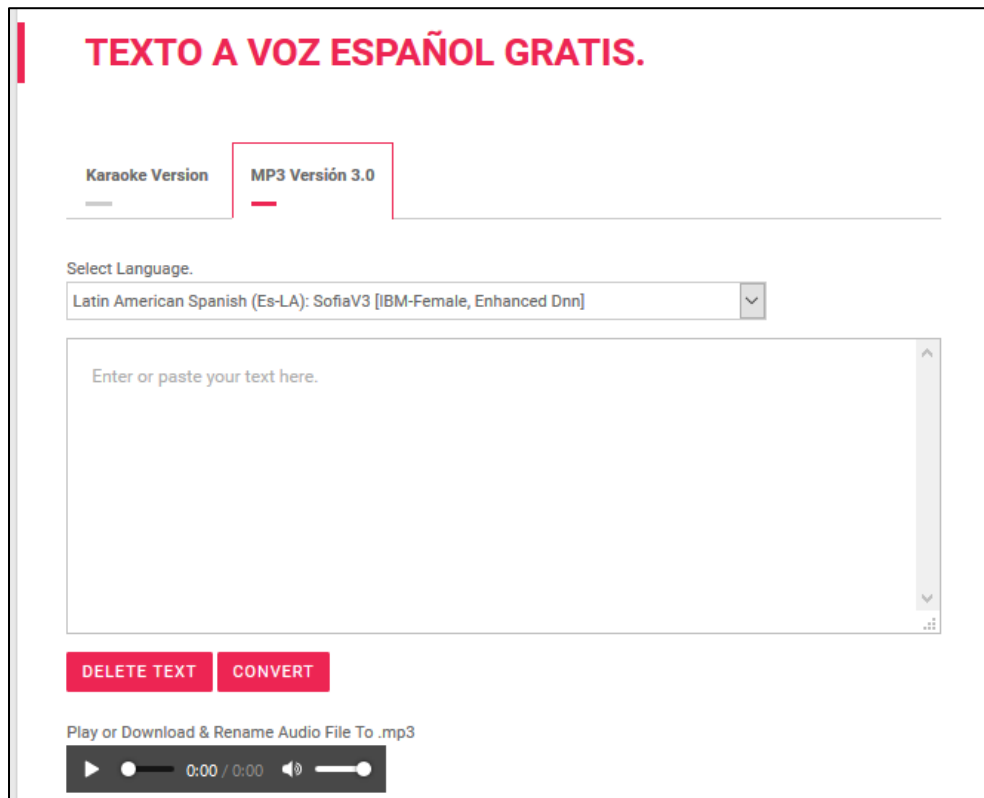 TEXTO A VOZ ESPAÑOL GRATIS.
Karaoke Version
MP3 Versión 3.0
Select Language.
Latin American Spanish (Es-LA): SofiaV3 [IBM-Female, Enhanced Dnn]
Enter or paste your text here.
DELETE TEXT
CONVERT
Play or Download & Rename Audio File To .mp3
0:00 / 0:00